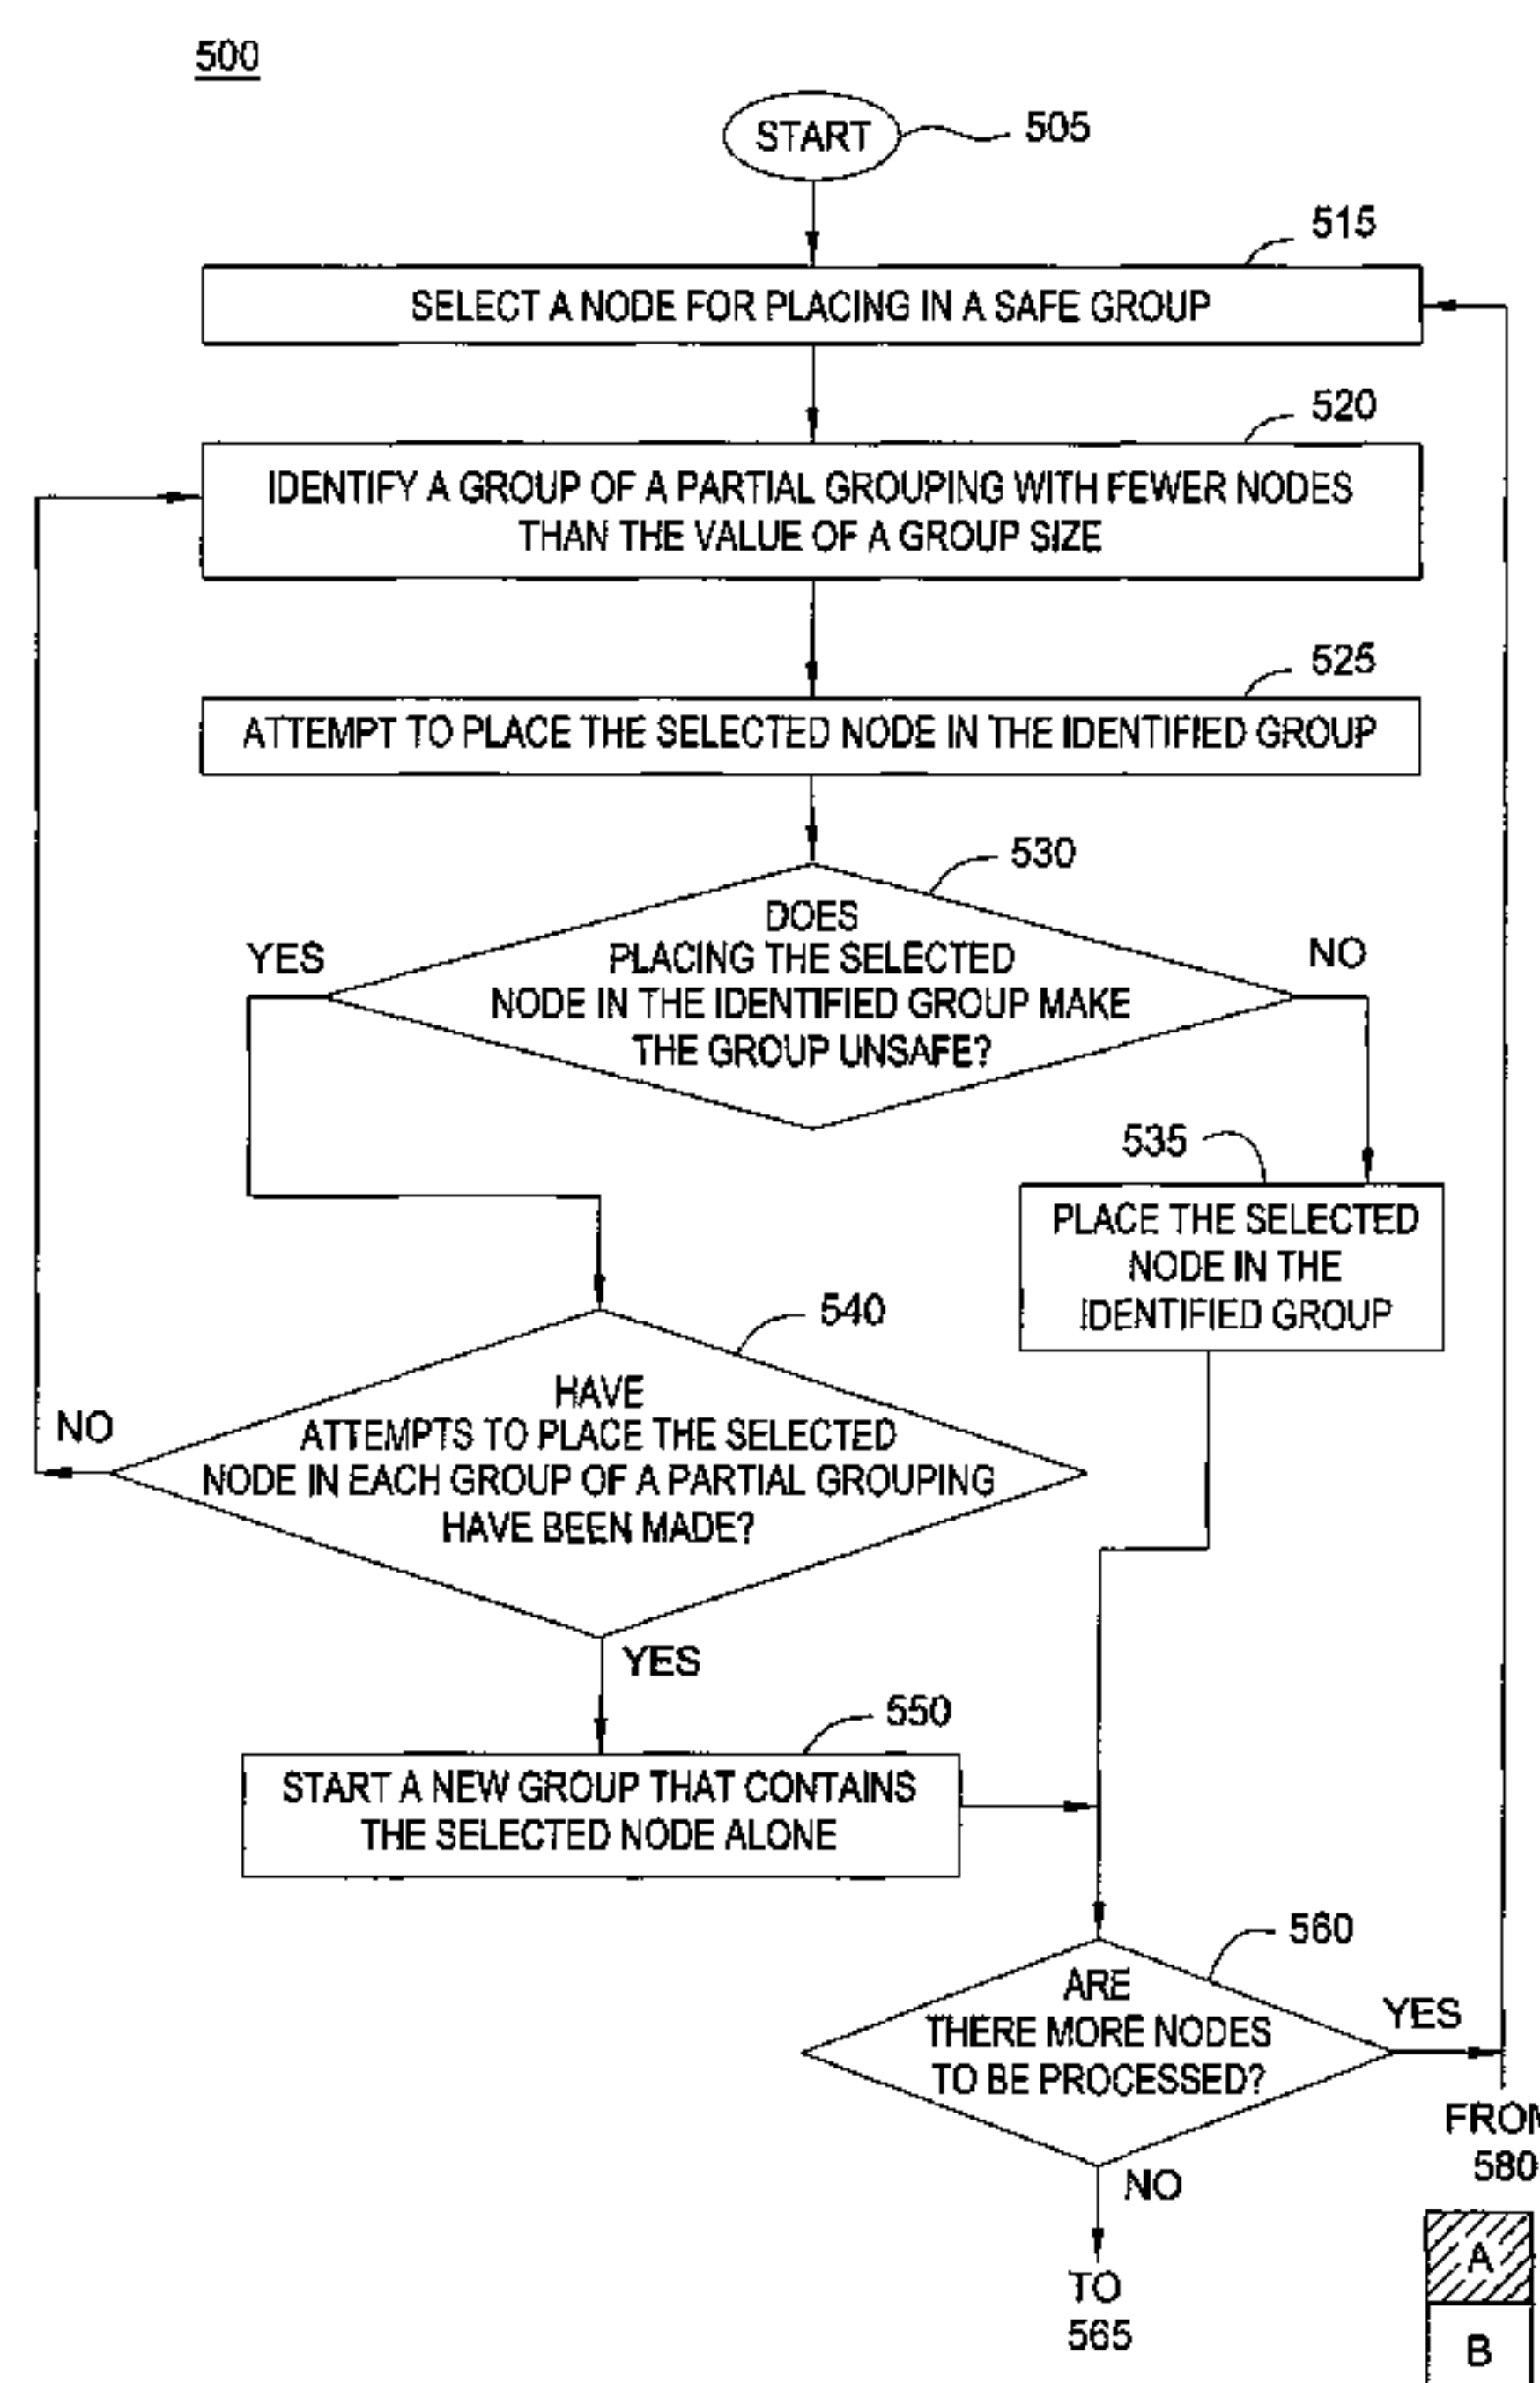 500
START
505
515
SELECT A NODE FOR PLACING IN A SAFE GROUP
520
IDENTIFY A GROUP OF A PARTIAL GROUPING WITH FEWER NODES
THAN THE VALUE OF A GROUP SIZE
525
ATTEMPT TO PLACE THE SELECTED NODE IN THE IDENTIFIED GROUP
530
DOES
PLACING THE SELECTED
NODE IN THE IDENTIFIED GROUP MAKE
THE GROUP UNSAFE?
YES
NO
535
PLACE THE SELECTED
NODE IN THE
IDENTIFIED GROUP
540
HAVE
ATTEMPTS TO PLACE THE SELECTED
NODE IN EACH GROUP OF A PARTIAL GROUPING
HAVE BEEN MADE?
NO
YES
550
START A NEW GROUP THAT CONTAINS
THE SELECTED NODE ALONE
560
ARE
THERE MORE NODES
TO BE PROCESSED?
YES
FROM
580
NO
TO
565
A
B